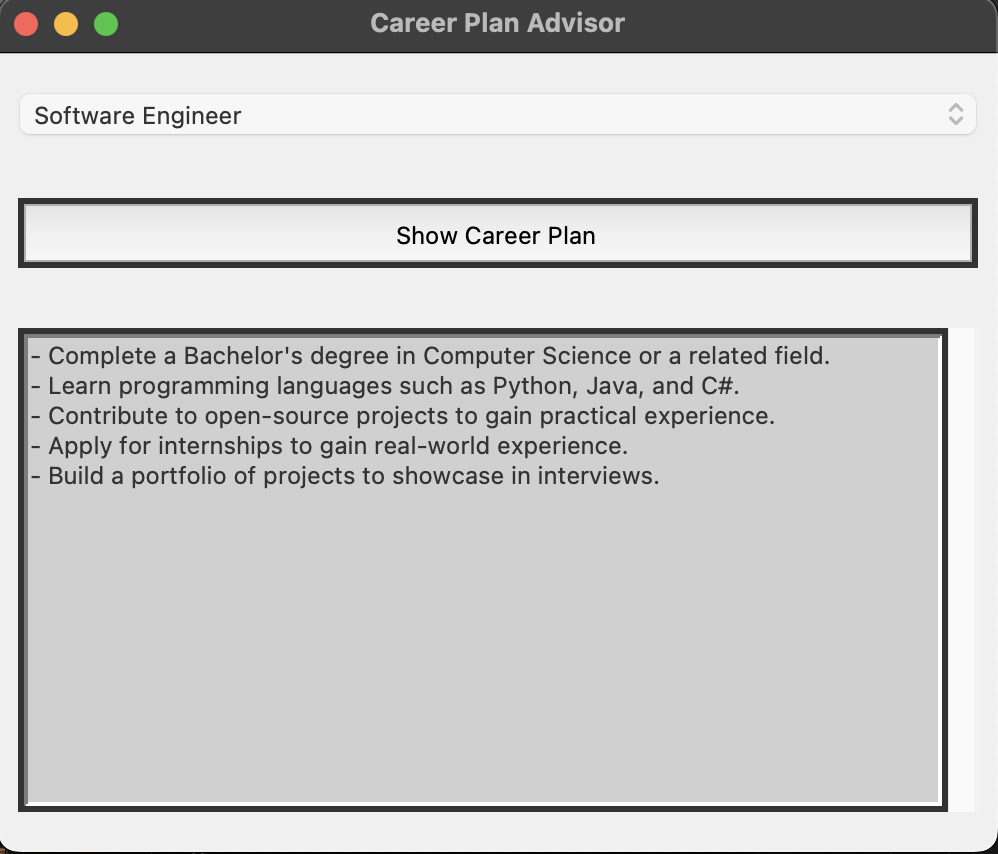 Career Plan Advisor
Software Engineer
Show Career Plan
- Complete a Bachelor's degree in Computer Science or a related field.
- Learn programming languages such as Python, Java, and C#.
- Contribute to open-source projects to gain practical experience.
- Apply for internships to gain real-world experience.
- Build a portfolio of projects to showcase in interviews.